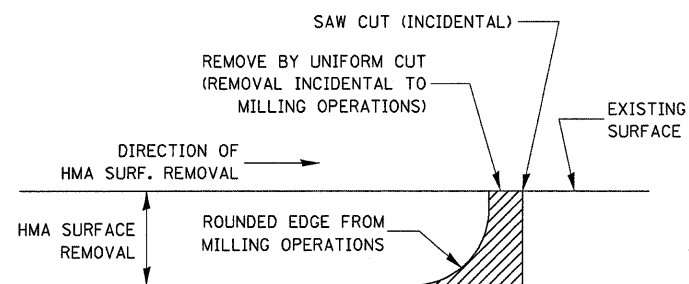 SAW CUT (INCIDENTAL)
REMOVE BY UNIFORM CUT
(REMOVAL INCIDENTAL TO
MILLING OPERATIONS)
EXISTING
SURFACE
DIRECTION OF
HMA SURF. REMOVAL
HMA SURFACE
REMOVAL
ROUNDED EDGE FROM
MILLING OPERATIONS